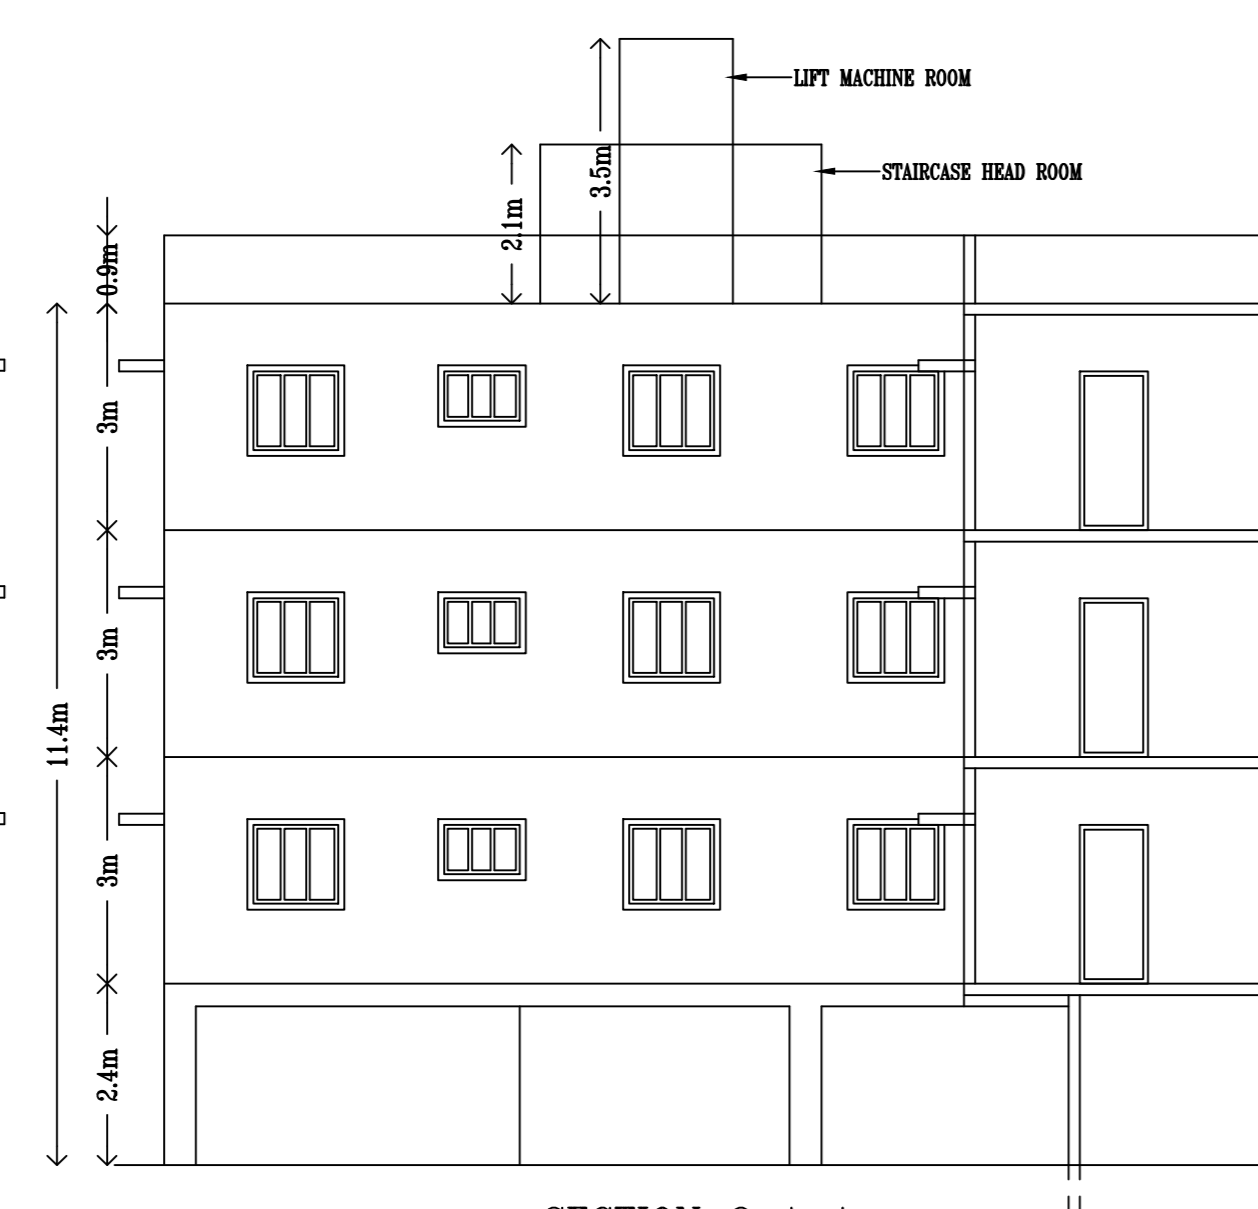 LIFT MACHINE ROOM
STAIRCASE HEAD ROOM
3.5m
2.1m
0.9m
3m
3m
11.4m
3m
2.4m
SECTION